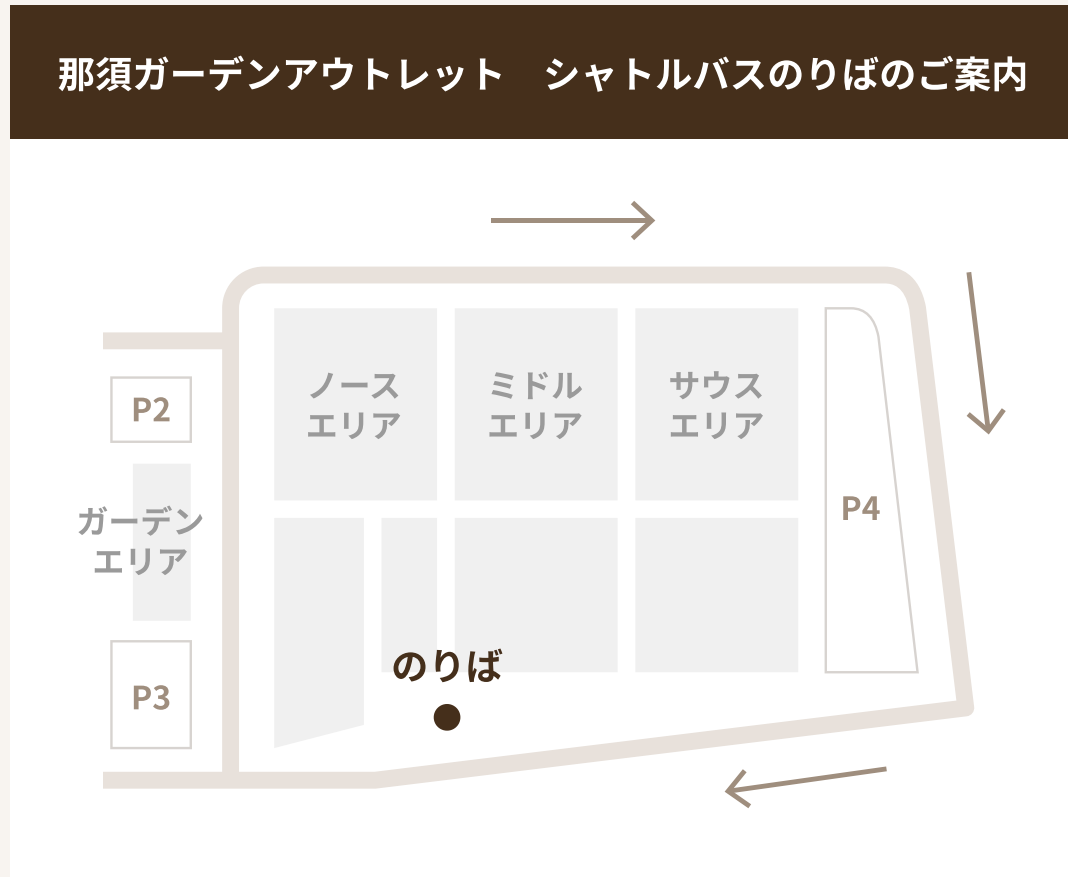 那須ガーデンアウトレット　シャトルバスのりばのご案内
ノース
エリア
ミドル
エリア
サウス
エリア
P2
P4
ガーデン
エリア
のりば
P3